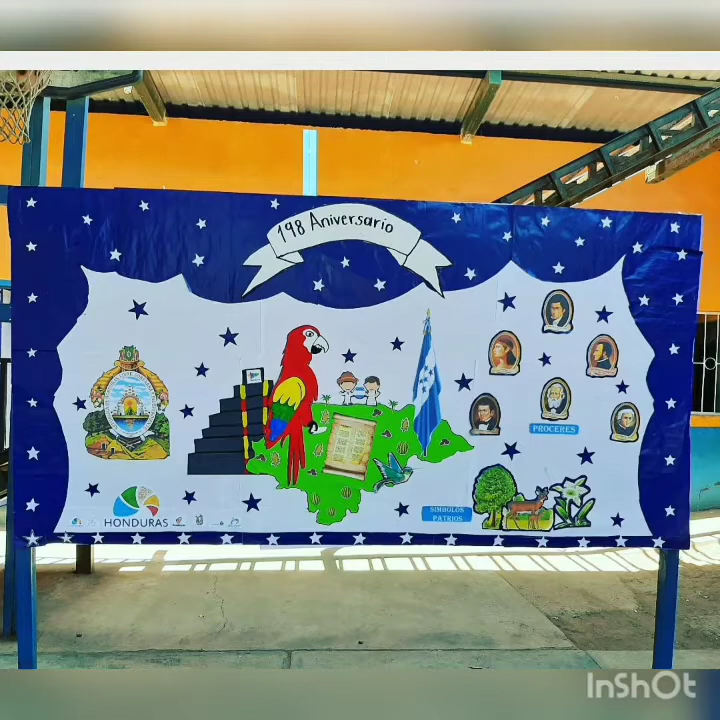 198 Aniversario
PROCERES
HONDURAS
SIMBOLOS
PATRIOS
InShOt